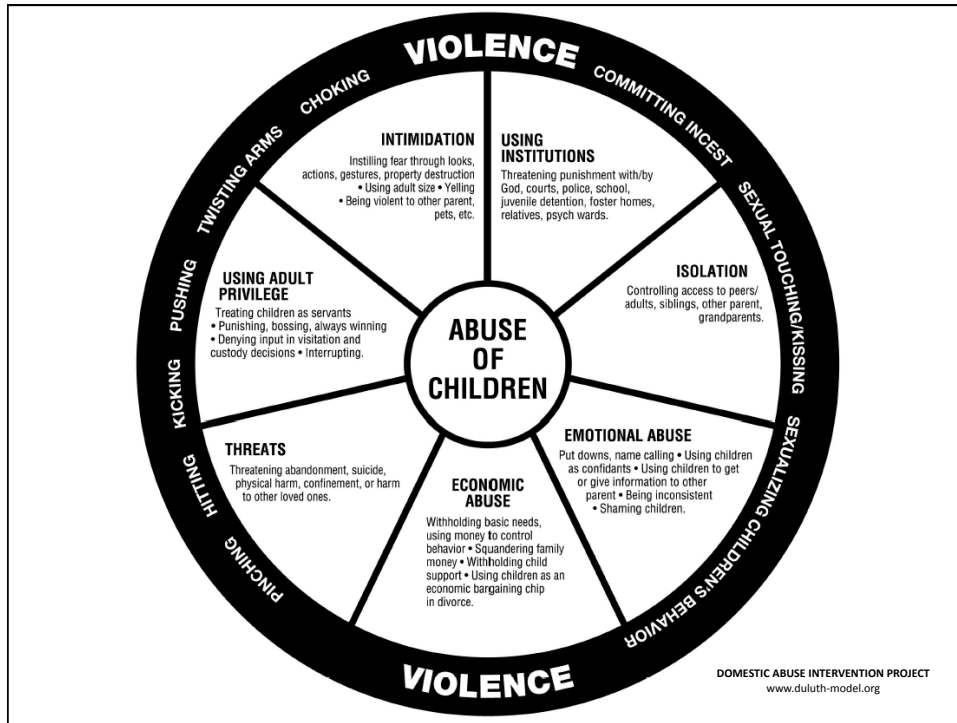 VIOLENCE
COMMITTING INCEST
SEXUAL TOUCHING/KISSING
SEXUALIZING CHILDREN'S BEHAVIOR
CHOKING
TWISTING ARMS
PUSHING
KICKING
HITTING
PINCHING
INTIMIDATION
Instilling fear through looks,
actions, gestures, property destruction
• Using adult size • Yelling
• Being violent to other parent,
pets, etc.
USING
INSTITUTIONS
Threatening punishment with/by
God, courts, police, school,
juvenile detention, foster homes,
relatives, psych wards.
ISOLATION
Controlling access to peers/
adults, siblings, other parent,
grandparents.
USING ADULT
PRIVILEGE
Treating children as servants
• Punishing, bossing, always winning
• Denying input in visitation and
custody decisions • Interrupting.
ABUSE
OF
CHILDREN
EMOTIONAL ABUSE
Put downs, name calling • Using children
as confidants • Using children to get
or give information to other
parent • Being inconsistent
• Shaming children.
THREATS
Threatening abandonment, suicide,
physical harm, confinement, or harm
to other loved ones.
ECONOMIC
ABUSE
Withholding basic needs,
using money to control
behavior • Squandering family
money • Withholding child
support • Using children as an
economic bargaining chip
in divorce.
VIOLENCE
DOMESTIC ABUSE INTERVENTION PROJECT
www.duluth-model.org